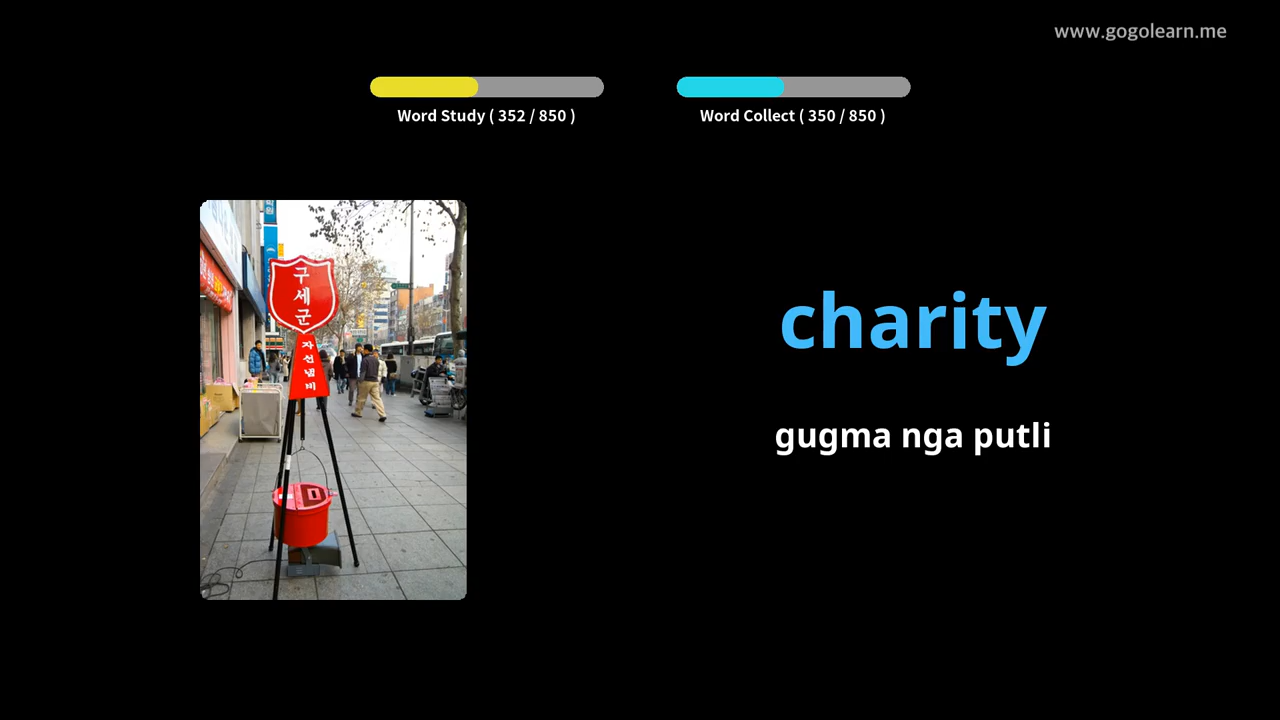 www.gogolearn.me
Word Study ( 352 / 850 )
Word Collect ( 350 / 850 )
구
세
군
자
선
냄
비
charity
gugma nga putli